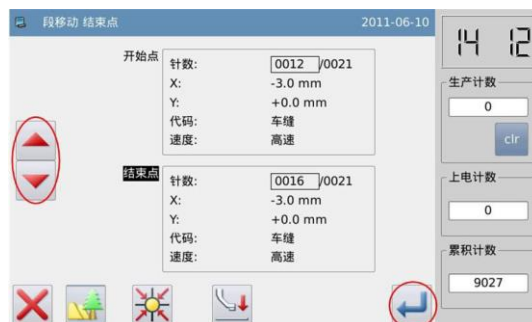 段移动 结束点 2011-06-10
14 12
开始点
针数: 0012 /0021
X: -3.0 mm
Y: +0.0 mm
代码: 车缝
速度: 高速
结束点
针数: 0016 /0021
X: -3.0 mm
Y: +0.0 mm
代码: 车缝
速度: 高速
生产计数
0
clr
上电计数
0
累积计数
9027